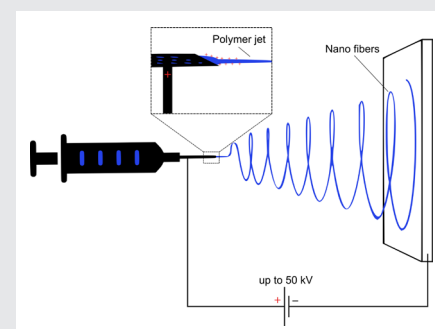 Polymer jet
Nano fibers
+
up to 50 kV
+ −